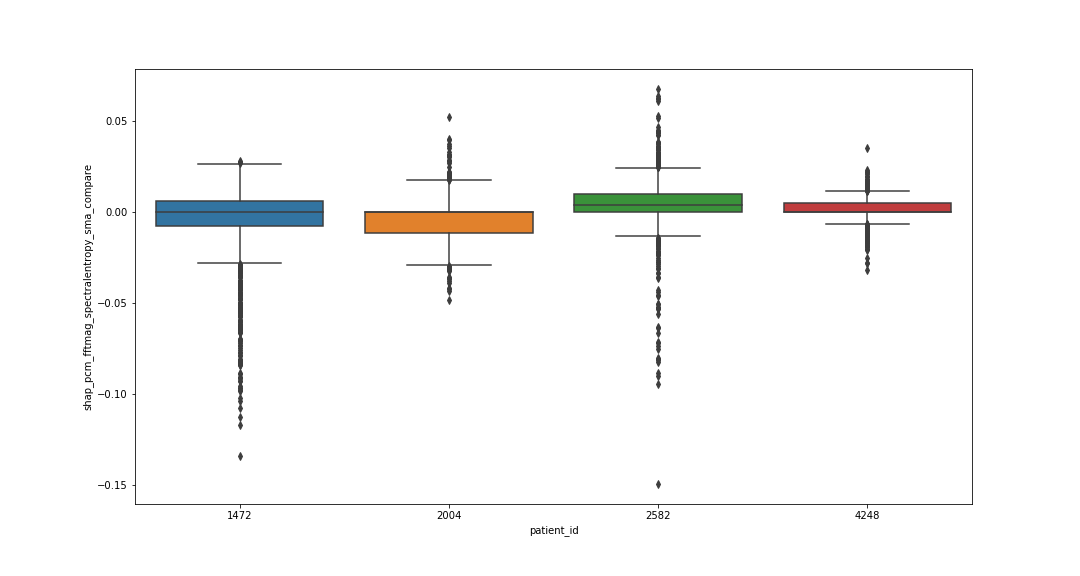 shap_pcm_fftmag_spectralentropy_sma_compare
0.05
0.00
−0.05
−0.10
−0.15
1472 2004 2582 4248
patient_id